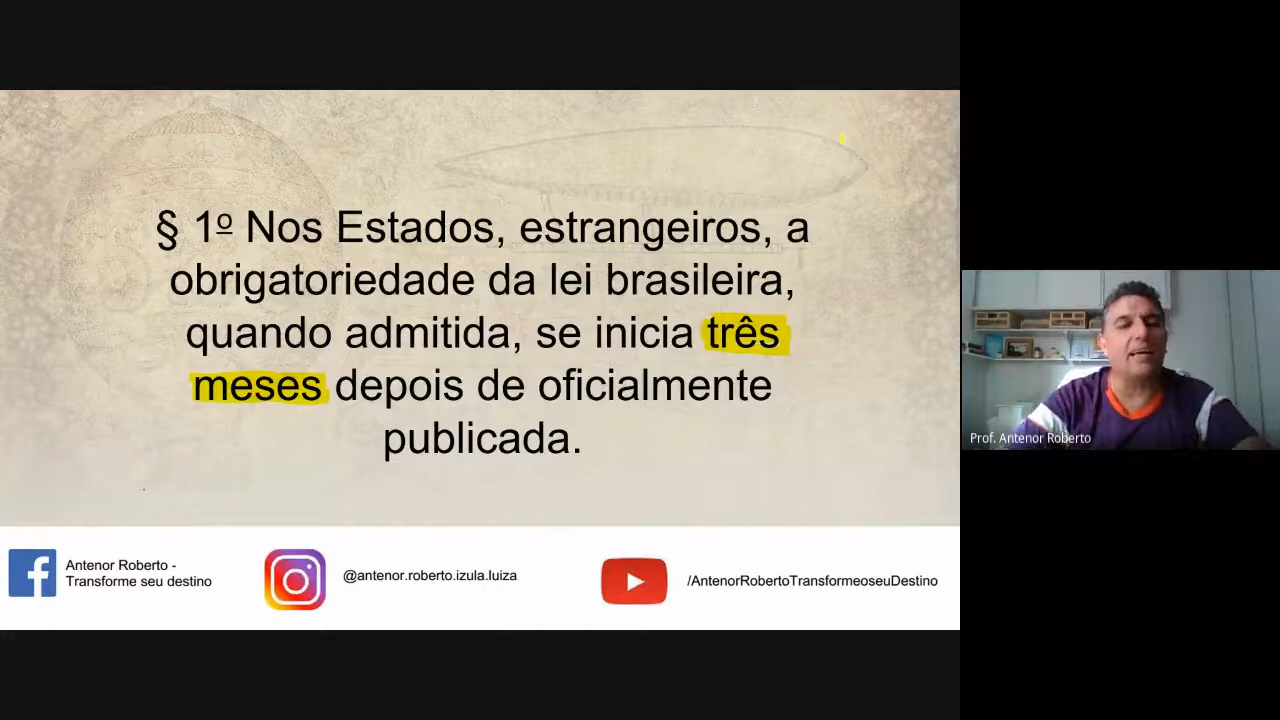 § 1º Nos Estados, estrangeiros, a
obrigatoriedade da lei brasileira,
quando admitida, se inicia três
meses depois de oficialmente
publicada.
Prof. Antenor Roberto
Antenor Roberto -
Transforme seu destino
@antenor.roberto.izula.luiza
/AntenorRobertoTransformeoseuDestino